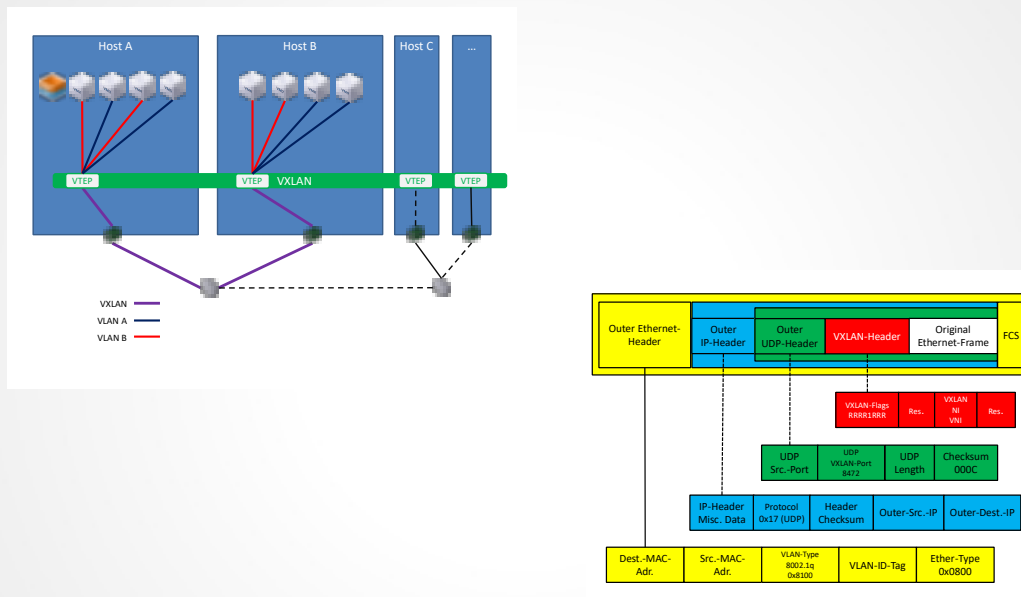 Host A
Host B
Host C
...
VTEP
VTEP
VXLAN
VTEP
VTEP
VXLAN
VLAN A
VLAN B
Outer Ethernet-
Header
Outer
IP-Header
Outer
UDP-Header
VXLAN-Header
Original
Ethernet-Frame
FCS
VXLAN-Flags
RRRR1RRR
Res.
VXLAN
NI
VNI
Res.
UDP
Src.-Port
UDP
VXLAN-Port
8472
UDP
Length
Checksum
000C
IP-Header
Misc. Data
Protocol
0x17 (UDP)
Header
Checksum
Outer-Src.-IP
Outer-Dest.-IP
Dest.-MAC-
Adr.
Src.-MAC-
Adr.
VLAN-Type
8002.1q
0x8100
VLAN-ID-Tag
Ether-Type
0x0800